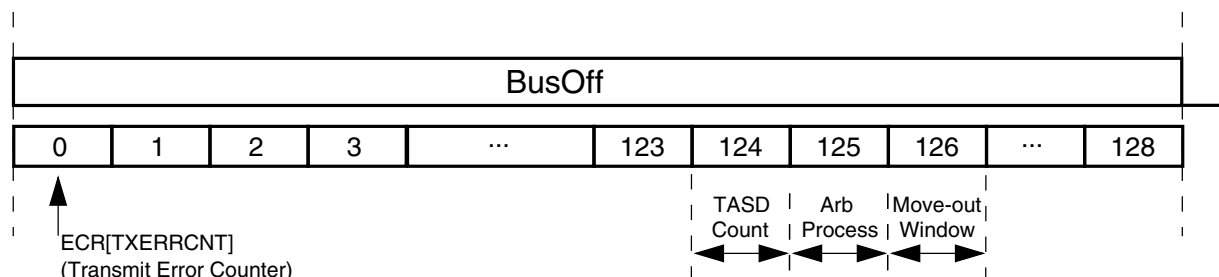 BusOff
0 1 2 3 ... 123 124 125 126 ... 128
TASD Arb Move-out
Count Process Window
ECR[TXERRCNT]
(Transmit Error Counter)